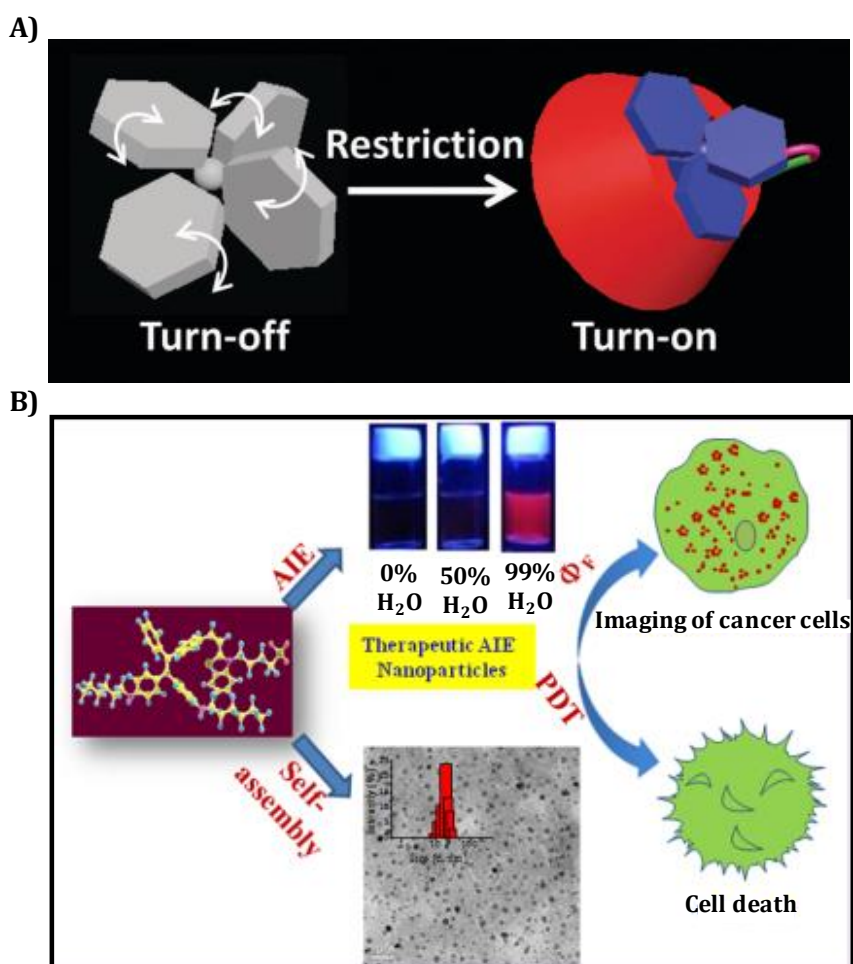 A)
Restriction
Turn-off
Turn-on
B)
AIE
0%
H₂O
50%
H₂O
99%
H₂O
Φ_F
Imaging of cancer cells
Therapeutic AIE
Nanoparticles
PDT
Self-
assembly
Cell death